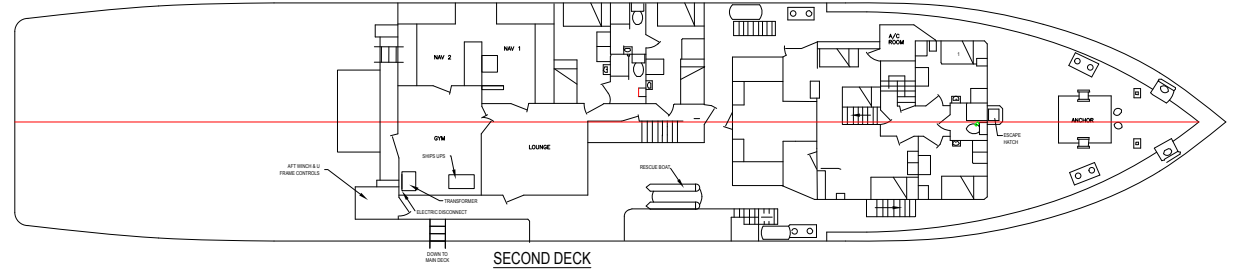 A/C
ROOM
NAV 1
NAV 2
1
ANCHOR
ESCAPE
HATCH
GYM
LOUNGE
SHIPS UPS
RESCUE BOAT
AFT WINCH & U
FRAME CONTROLS
TRANSFORMER
ELECTRIC DISCONNECT
DOWN TO
MAIN DECK
SECOND DECK